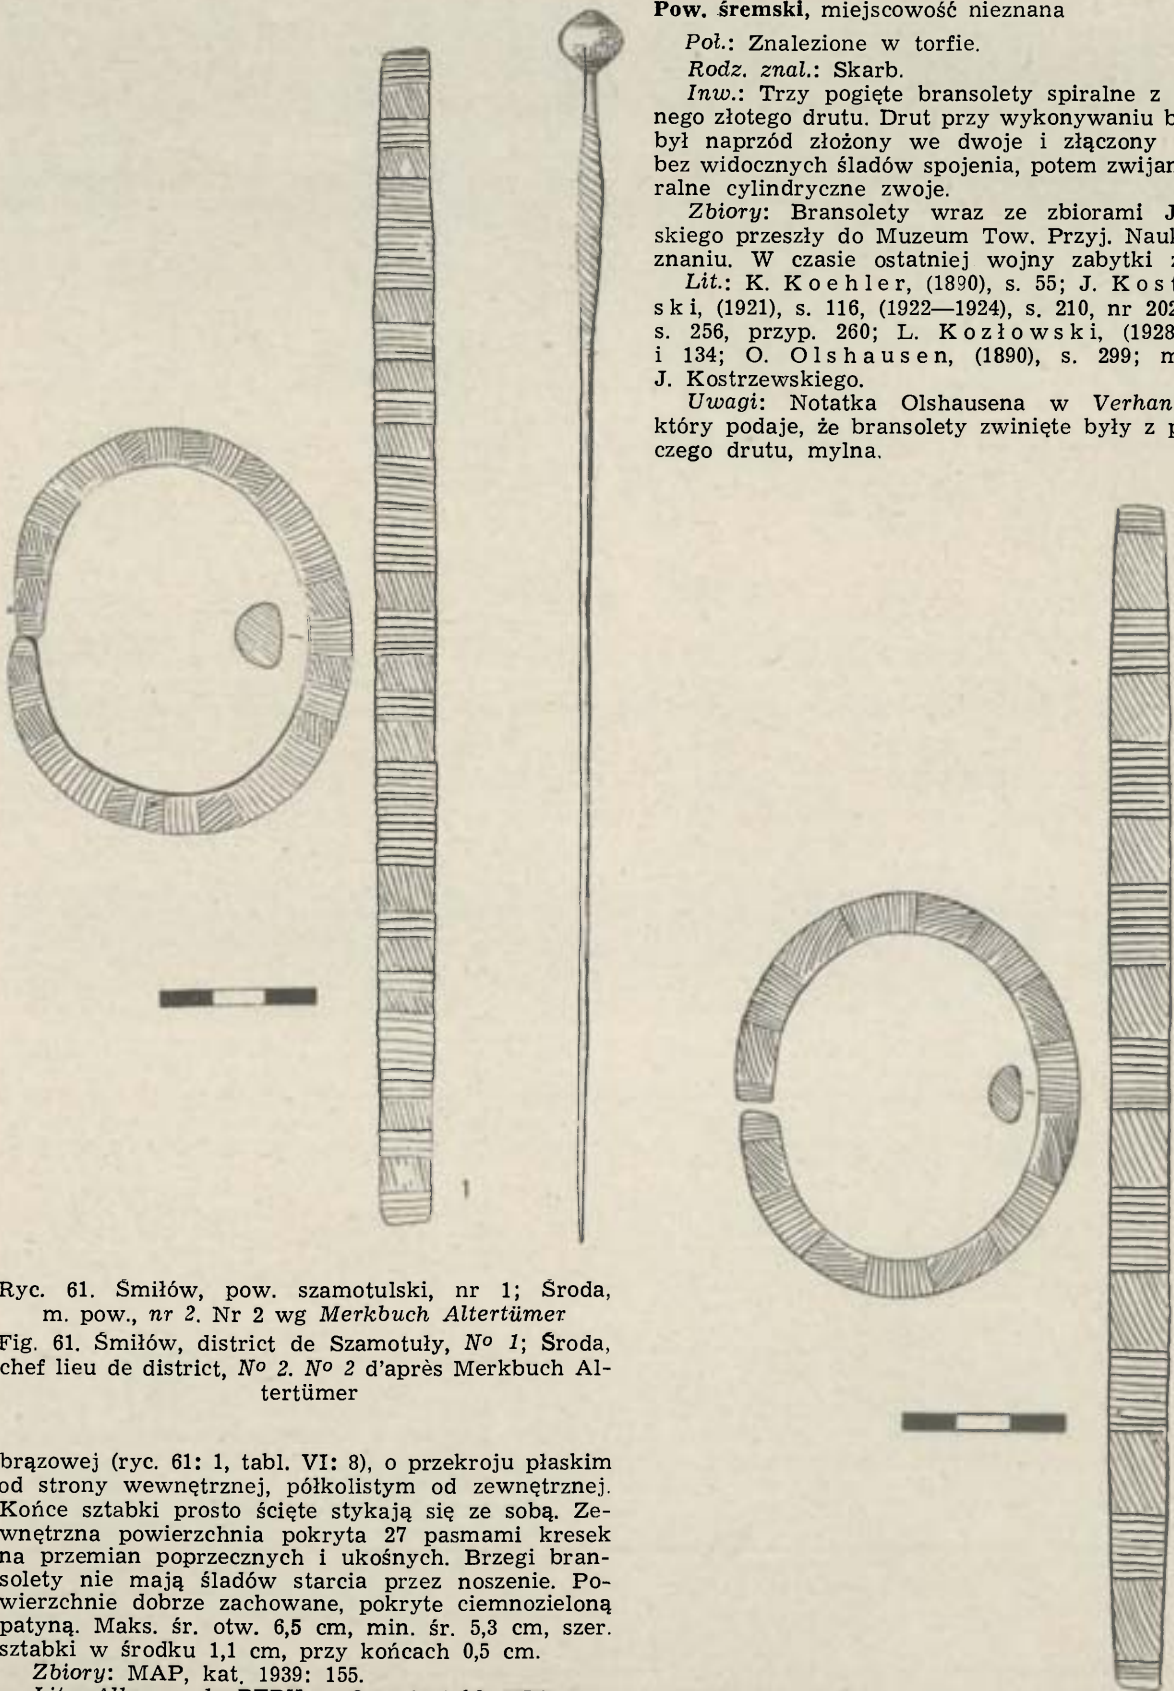 Pow. śremski, miejscowość nieznana
Poł.: Znalezione w torfie.
Rodz. znal.: Skarb.
Inw.: Trzy pogięte bransolety spiralne z
nego złotego drutu. Drut przy wykonywaniu b
był naprzód złożony we dwoje i złączony
bez widocznych śladów spojenia, potem zwijan
ralne cylindryczne zwoje.
Zbiory: Bransolety wraz ze zbiorami J
skiego przeszły do Muzeum Tow. Przyj. Nauk
znaniu. W czasie ostatniej wojny zabytki z
Lit.: K. Koehler, (1890), s. 55; J. Kost
ski, (1921), s. 116, (1922—1924), s. 210, nr 202
s. 256, przyp. 260; L. Kozłowski, (1928
i 134; O. Olshausen, (1890), s. 299; m
J. Kostrzewskiego.
Uwagi: Notatka Olshausena w Verhan
który podaje, że bransolety zwinięte były z p
czego drutu, mylna.
1
Ryc. 61. Śmiłów, pow. szamotulski, nr 1; Środa,
m. pow., nr 2. Nr 2 wg Merkbuch Altertümer
Fig. 61. Śmiłów, district de Szamotuły, No 1; Środa,
chef lieu de district, No 2. No 2 d'après Merkbuch Al-
tertümer
brązowej (ryc. 61: 1, tabl. VI: 8), o przekroju płaskim
od strony wewnętrznej, półkolistym od zewnętrznej.
Końce sztabki prosto ścięte stykają się ze sobą. Ze-
wnętrzna powierzchnia pokryta 27 pasmami kresek
na przemian poprzecznych i ukośnych. Brzegi bran-
solety nie mają śladów starcia przez noszenie. Po-
wierzchnie dobrze zachowane, pokryte ciemnozieloną
patyną. Maks. śr. otw. 6,5 cm, min. śr. 5,3 cm, szer.
sztabki w środku 1,1 cm, przy końcach 0,5 cm.
Zbiory: MAP, kat. 1939: 155.